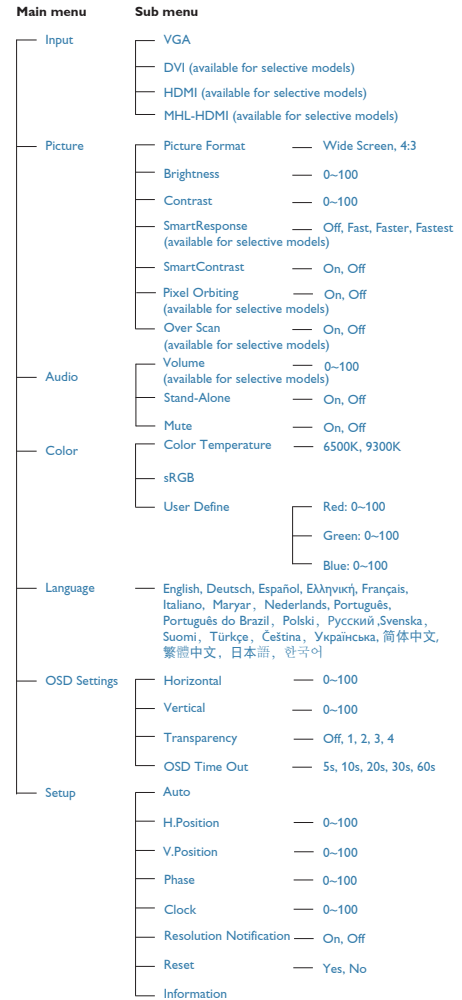 Main menu Sub menu
Input VGA
DVI (available for selective models)
HDMI (available for selective models)
MHL-HDMI (available for selective models)
Picture Picture Format Wide Screen, 4:3
Brightness 0~100
Contrast 0~100
SmartResponse Off, Fast, Faster, Fastest
(available for selective models)
SmartContrast On, Off
Pixel Orbiting On, Off
(available for selective models)
Over Scan On, Off
(available for selective models)
Audio Volume 0~100
(available for selective models)
Stand-Alone On, Off
Mute On, Off
Color Color Temperature 6500K, 9300K
sRGB
User Define Red: 0~100
Green: 0~100
Blue: 0~100
Language English, Deutsch, Español, Ελληνική, Français,
Italiano, Maryar, Nederlands, Português,
Português do Brazil, Polski, Русский ,Svenska,
Suomi, Türkçe, Čeština, Українська, 简体中文,
繁體中文, 日本語, 한국어
OSD Settings Horizontal 0~100
Vertical 0~100
Transparency Off, 1, 2, 3, 4
OSD Time Out 5s, 10s, 20s, 30s, 60s
Setup Auto
H.Position 0~100
V.Position 0~100
Phase 0~100
Clock 0~100
Resolution Notification On, Off
Reset Yes, No
Information